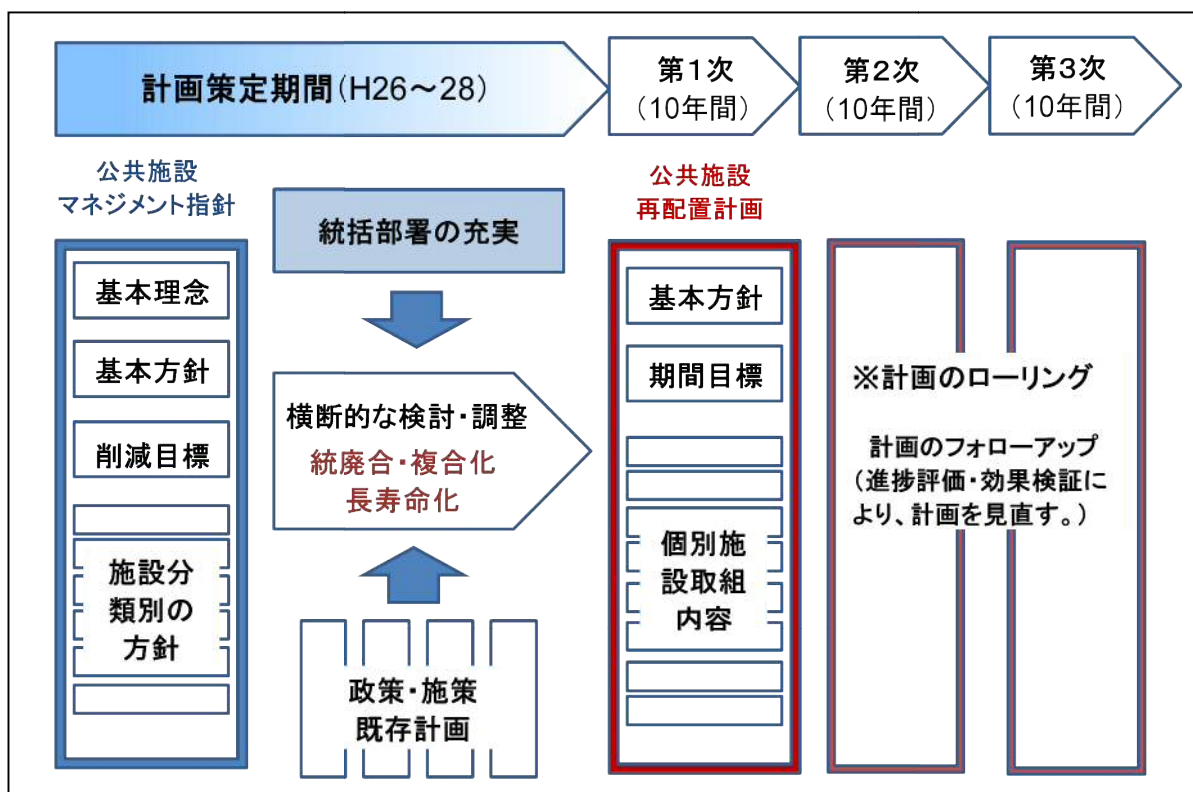 計画策定期間(H26～28)
第1次
(10年間)
第2次
(10年間)
第3次
(10年間)
公共施設
マネジメント指針
基本理念
基本方針
削減目標
施設分
類別の
方針
統括部署の充実
横断的な検討・調整
統廃合・複合化
長寿命化
政策・施策
既存計画
公共施設
再配置計画
基本方針
期間目標
個別施
設取組
内容
※計画のローリング
計画のフォローアップ
(進捗評価・効果検証に
より、計画を見直す。)